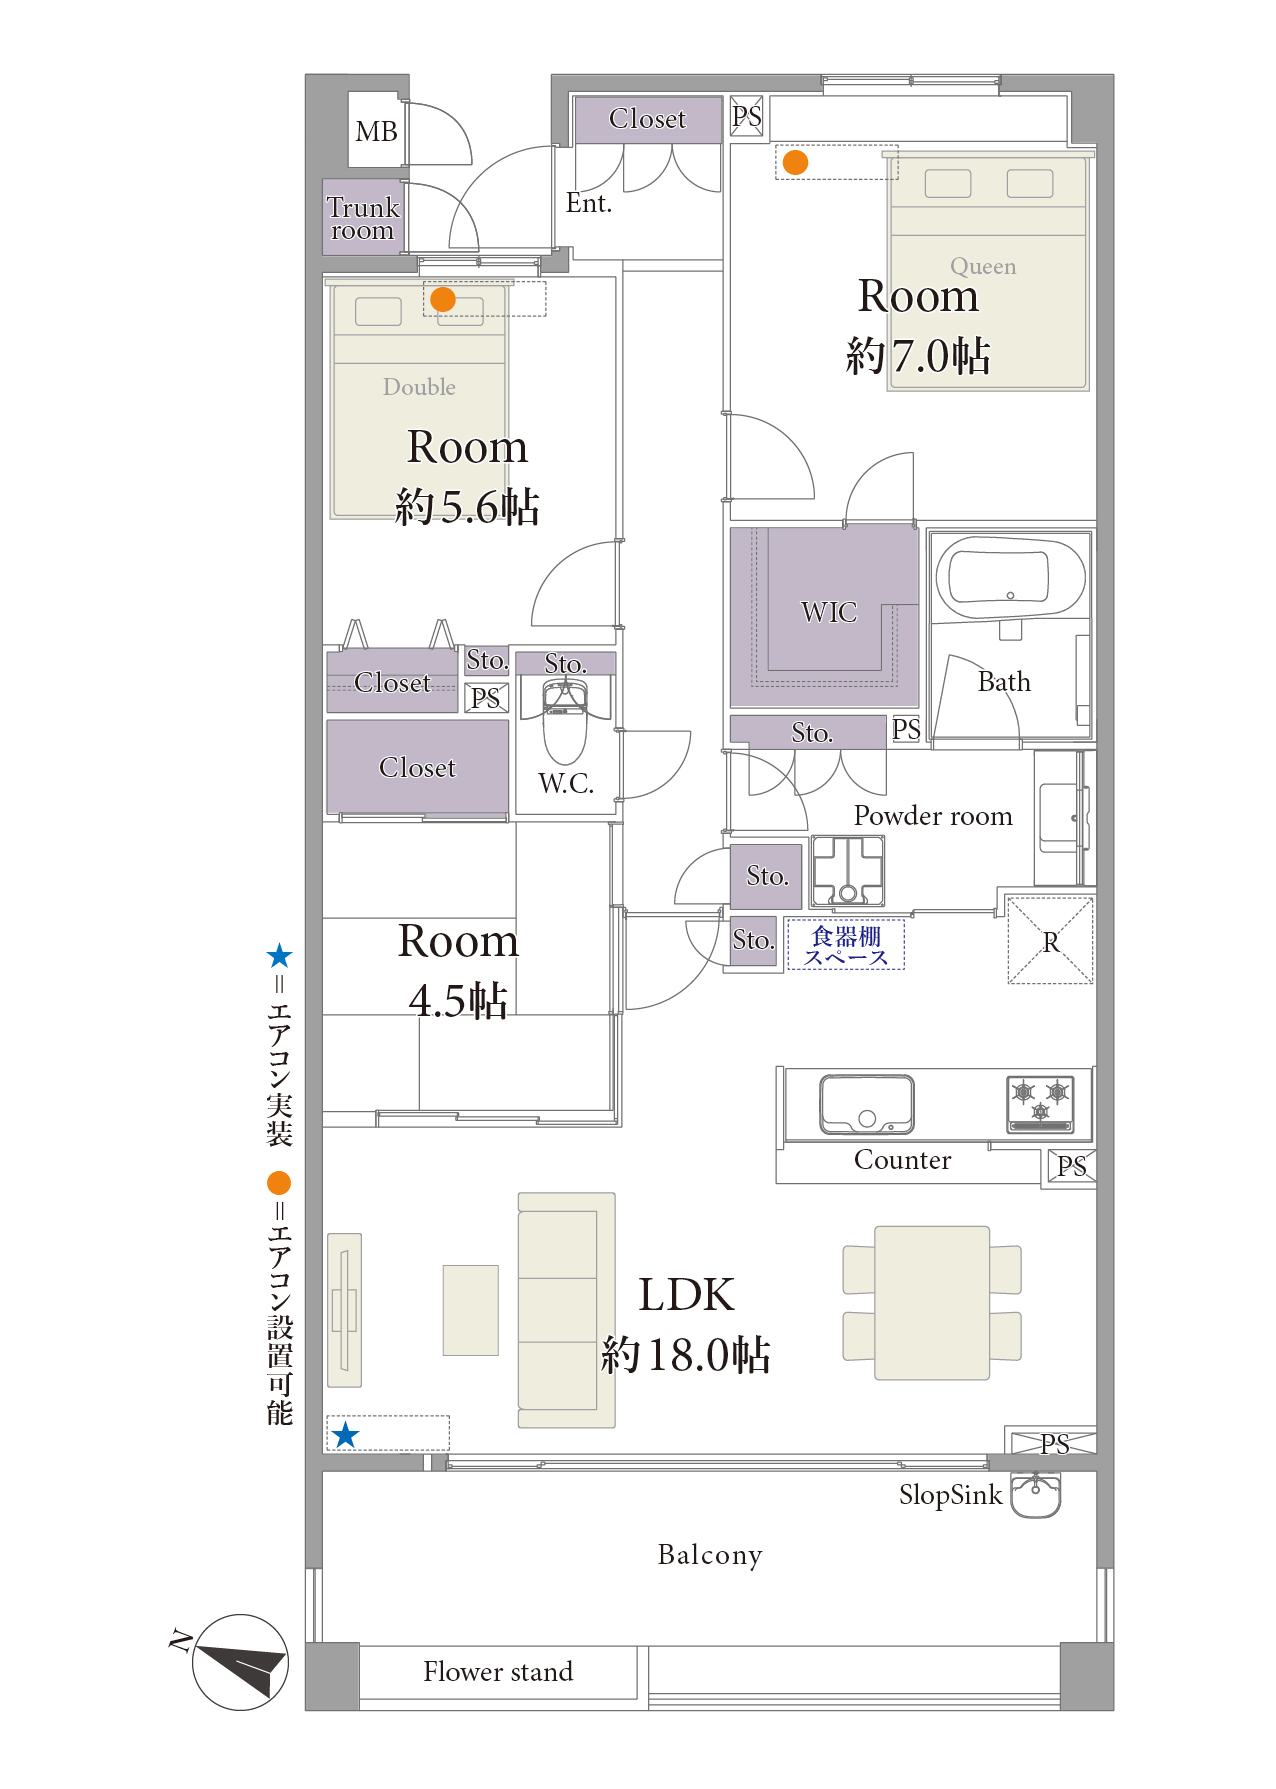 MB
Closet
PS
Trunk
room
Ent.
Queen
Room
約7.0帖
Double
Room
約5.6帖
WIC
Sto.
Sto.
Closet
PS
Bath
Closet
W.C.
Sto.
PS
Powder room
Sto.
Sto.
食器棚
スペース
R
Room
4.5帖
★=エアコン実装
●=エアコン設置可能
Counter
PS
LDK
約18.0帖
★
PS
SlopSink
Balcony
Flower stand
N